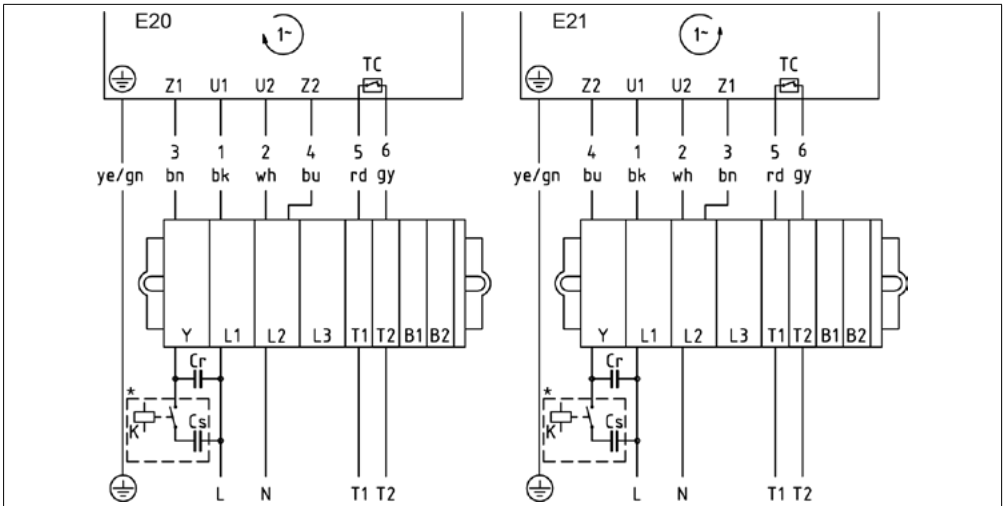 E20 1~ E21 1~
TC TC
Z1 U1 U2 Z2 Z2 U1 U2 Z1
3 1 2 4 5 6 4 1 2 3 5 6
ye/gn bn bk wh bu rd gy ye/gn bu bk wh bn rd gy
Y L1 L2 L3 T1 T2 B1 B2 Y L1 L2 L3 T1 T2 B1 B2
Cr Cr
* *
K Cs K Cs
L N T1 T2 L N T1 T2